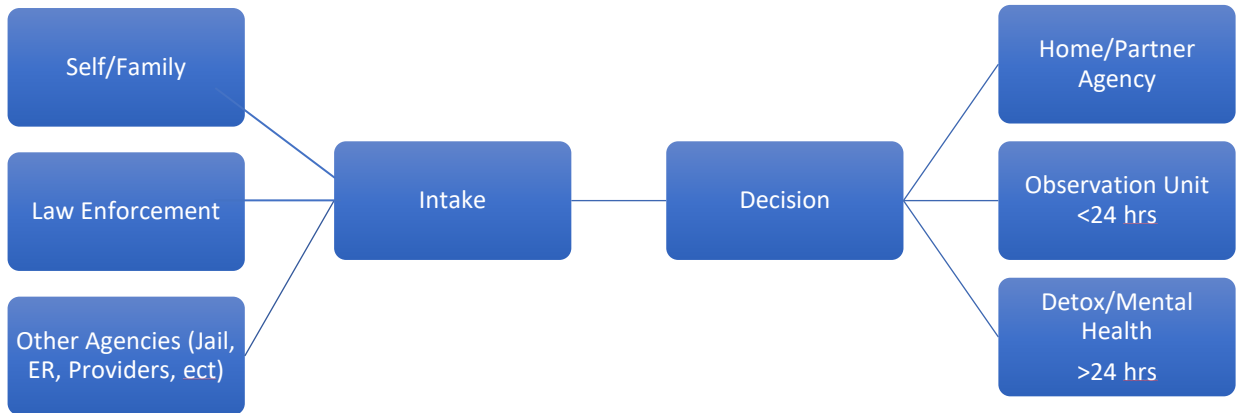 Self/Family
Law Enforcement
Other Agencies (Jail,
ER, Providers, ect)
Intake
Decision
Home/Partner
Agency
Observation Unit
<24 hrs
Detox/Mental
Health
>24 hrs